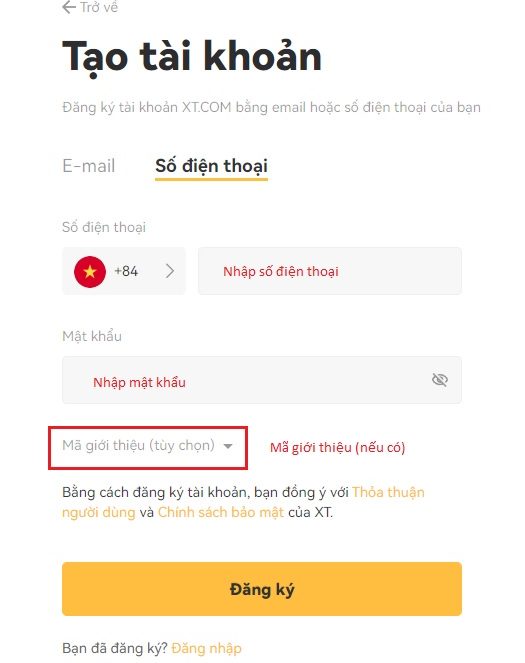 Trở về
Tạo tài khoản
Đăng ký tài khoản XT.COM bằng email hoặc số điện thoại của bạn
E-mail Số điện thoại
Số điện thoại
+84 Nhập số điện thoại
Mật khẩu
Nhập mật khẩu
Mã giới thiệu (tùy chọn) Mã giới thiệu (nếu có)
Bằng cách đăng ký tài khoản, bạn đồng ý với Thỏa thuận
người dùng và Chính sách bảo mật của XT.
Đăng ký
Bạn đã đăng ký? Đăng nhập